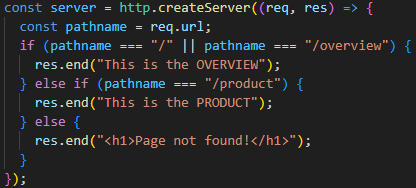 const server = http.createServer((req, res) => {
  const pathname = req.url;
  if (pathname === "/" || pathname === "/overview") {
    res.end("This is the OVERVIEW");
  } else if (pathname === "/product") {
    res.end("This is the PRODUCT");
  } else {
    res.end("<h1>Page not found!</h1>");
  }
});